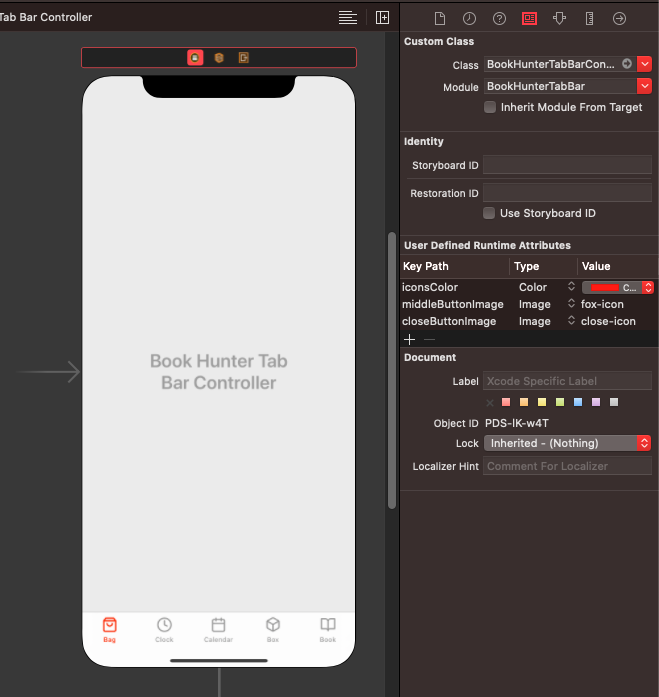 Tab Bar Controller
Book Hunter Tab
Bar Controller
Bag
Clock
Calendar
Box
Book
Custom Class
Class BookHunterTabBarCon...
Module BookHunterTabBar
Inherit Module From Target
Identity
Storyboard ID
Restoration ID
Use Storyboard ID
User Defined Runtime Attributes
Key Path Type Value
iconsColor Color C...
middleButtonImage Image fox-icon
closeButtonImage Image close-icon
Document
Label Xcode Specific Label
Object ID PDS-IK-w4T
Lock Inherited - (Nothing)
Localizer Hint Comment For Localizer